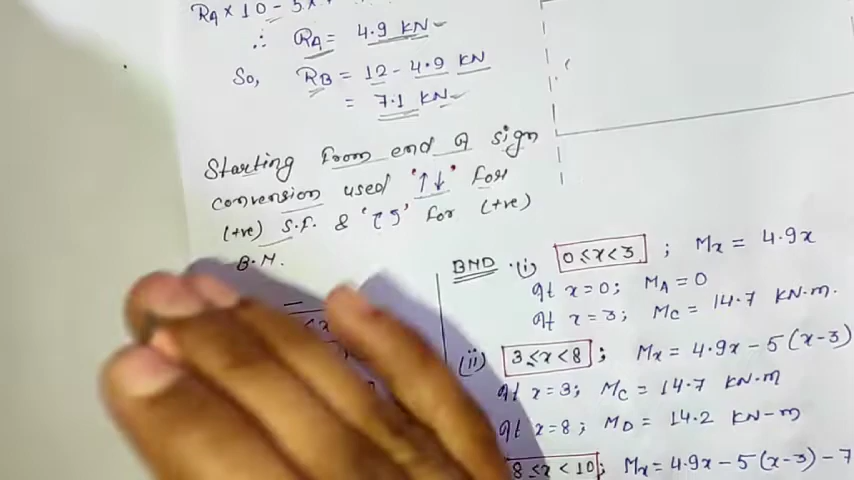 RA × 10 - 5×
∴ RA = 4.9 KN
So, RB = 12 - 4.9 KN
= 7.1 KN
Starting from end A sign
convension used "↑↓" for
(+ve) S.F. & for (+ve)
B.M.
BMD (i) 0≤x<3 ; Mx = 4.9x
At x=0; MA=0
At x=3; Mc= 14.7 KN.m.
(ii) 3≤x<8 ; Mx = 4.9x - 5(x-3)
At x=3; Mc = 14.7 KN-m
At x=8; MD = 14.2 KN-m
8≤x<10 ; Mx=4.9x-5(x-3)-7